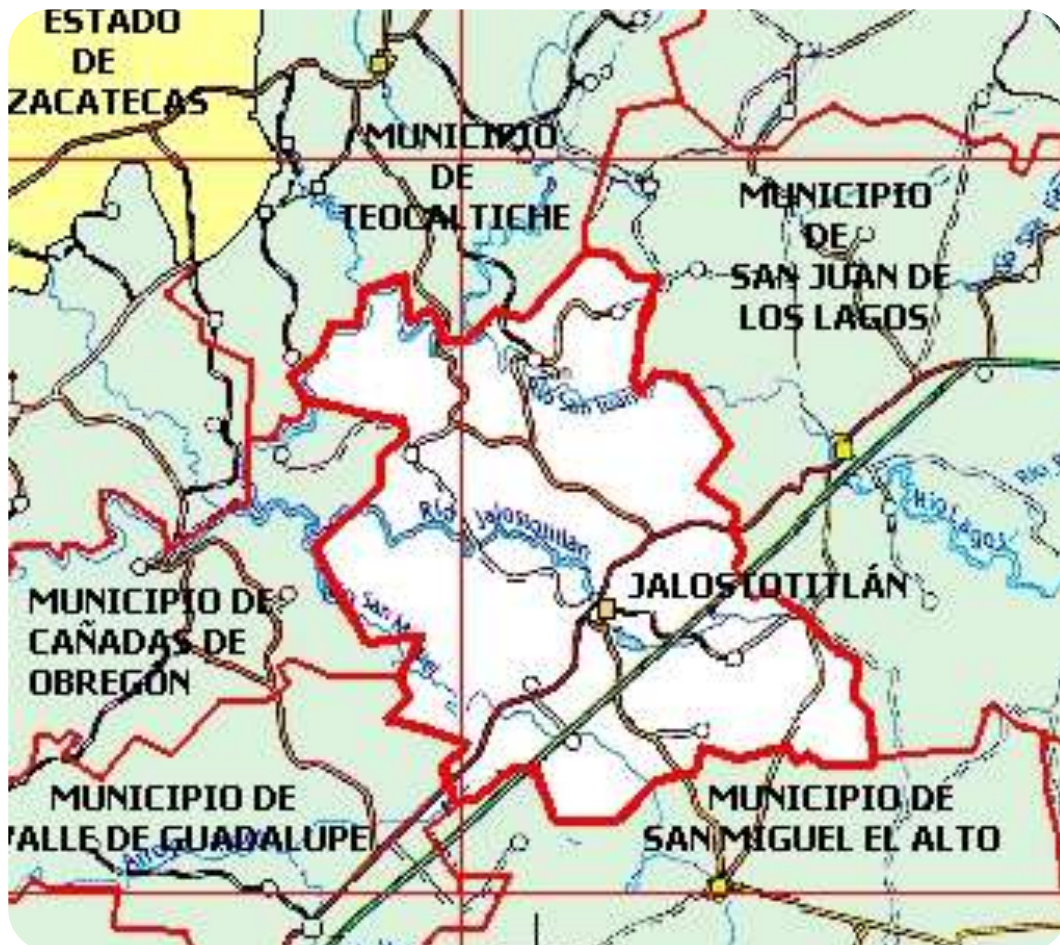 ESTADO
DE
ZACATECAS
MUNICIPIO
DE
TEOCALTICHE
MUNICIPIO
DE
SAN JUAN DE
LOS LAGOS
Río San Juan
Río Jalostotitlán
Río Lagos
JALOSTOTITLÁN
MUNICIPIO DE
CAÑADAS DE
OBREGÓN
MUNICIPIO DE
VALLE DE GUADALUPE
MUNICIPIO DE
SAN MIGUEL EL ALTO